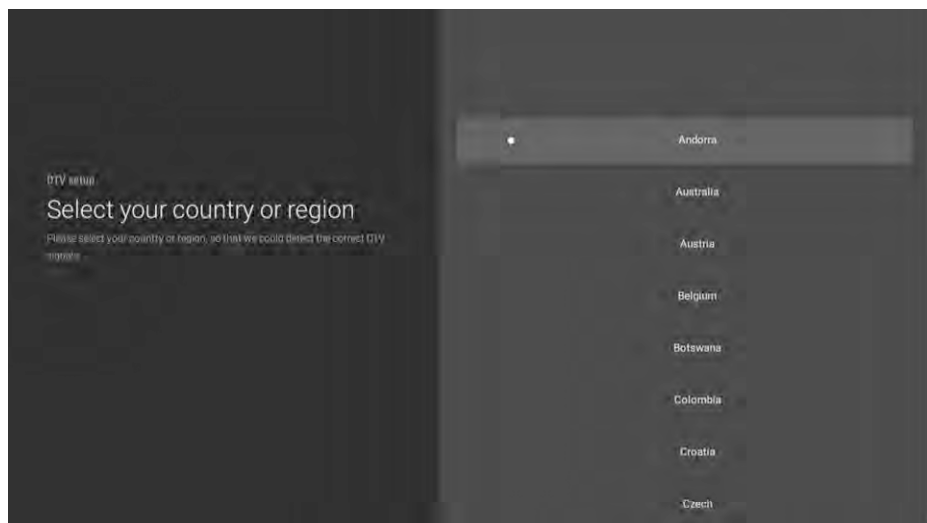 DTV setup
Select your country or region
Please select your country or region, so that we could detect the correct DTV
signals
Andorra
Australia
Austria
Belgium
Botswana
Colombia
Croatia
Czech